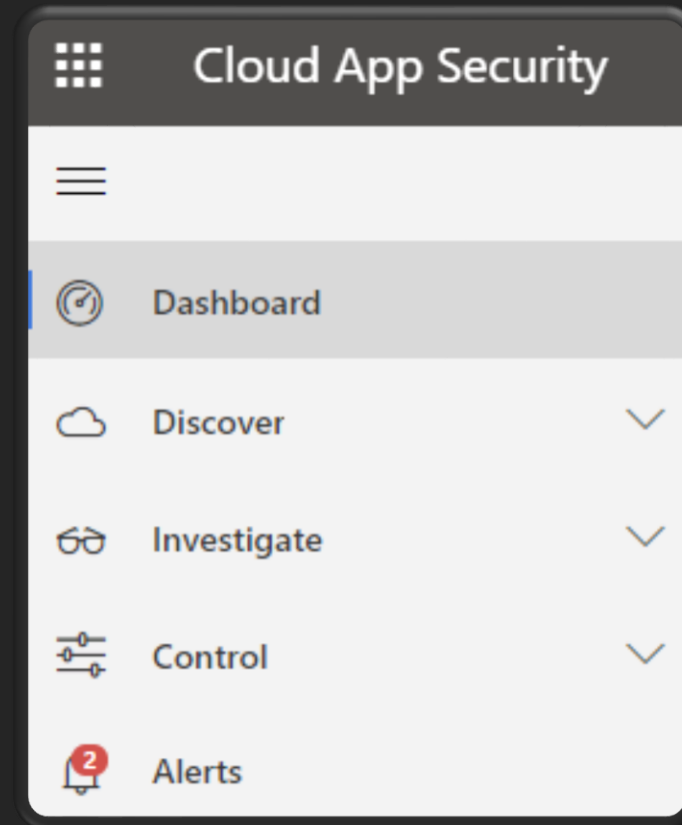 Cloud App Security
Dashboard
Discover
Investigate
Control
2
Alerts